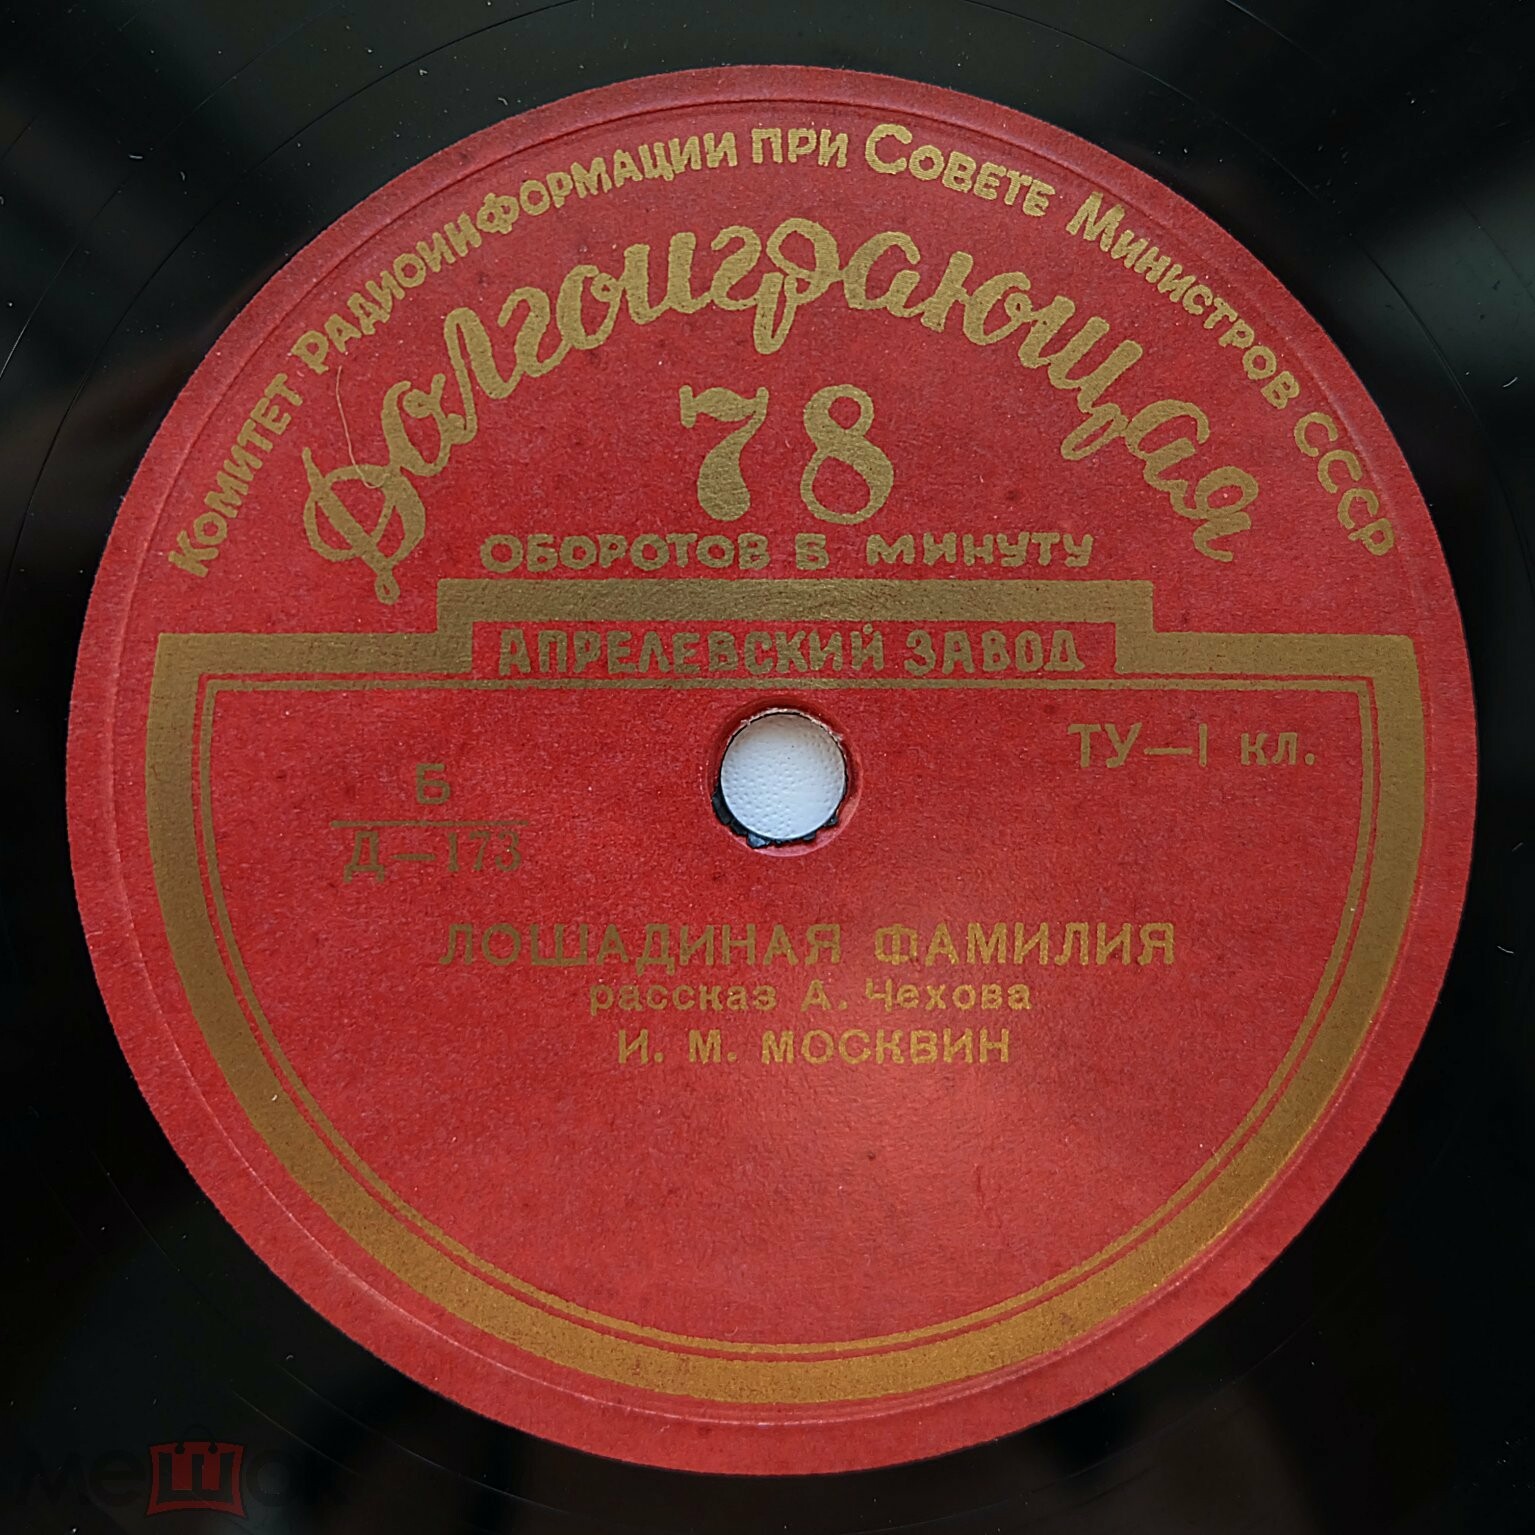 Комитет Радиоинформации при Совете Министров СССР
Долгоиграющая
78
ОБОРОТОВ В МИНУТУ
АПРЕЛЕВСКИЙ ЗАВОД
ТУ—I кл.
Б
Д—173
ЛОШАДИНАЯ ФАМИЛИЯ
рассказ А. Чехова
И. М. МОСКВИН
мешок